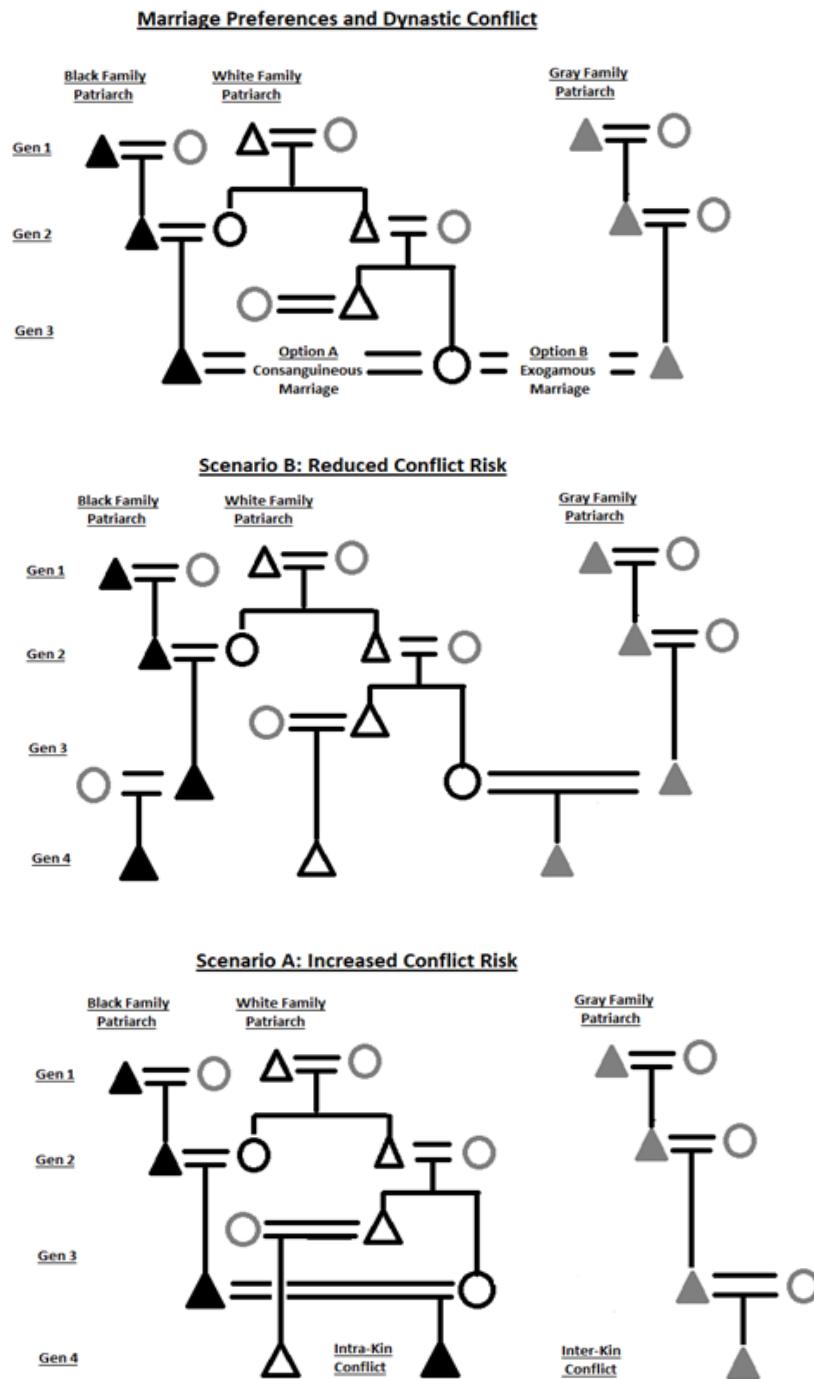 Marriage Preferences and Dynastic Conflict
Black Family
Patriarch
White Family
Patriarch
Gray Family
Patriarch
Gen 1
Gen 2
Gen 3
Option A
Consanguineous
Marriage
Option B
Exogamous
Marriage
Scenario B: Reduced Conflict Risk
Black Family
Patriarch
White Family
Patriarch
Gray Family
Patriarch
Gen 1
Gen 2
Gen 3
Gen 4
Scenario A: Increased Conflict Risk
Black Family
Patriarch
White Family
Patriarch
Gray Family
Patriarch
Gen 1
Gen 2
Gen 3
Gen 4
Intra-Kin
Conflict
Inter-Kin
Conflict